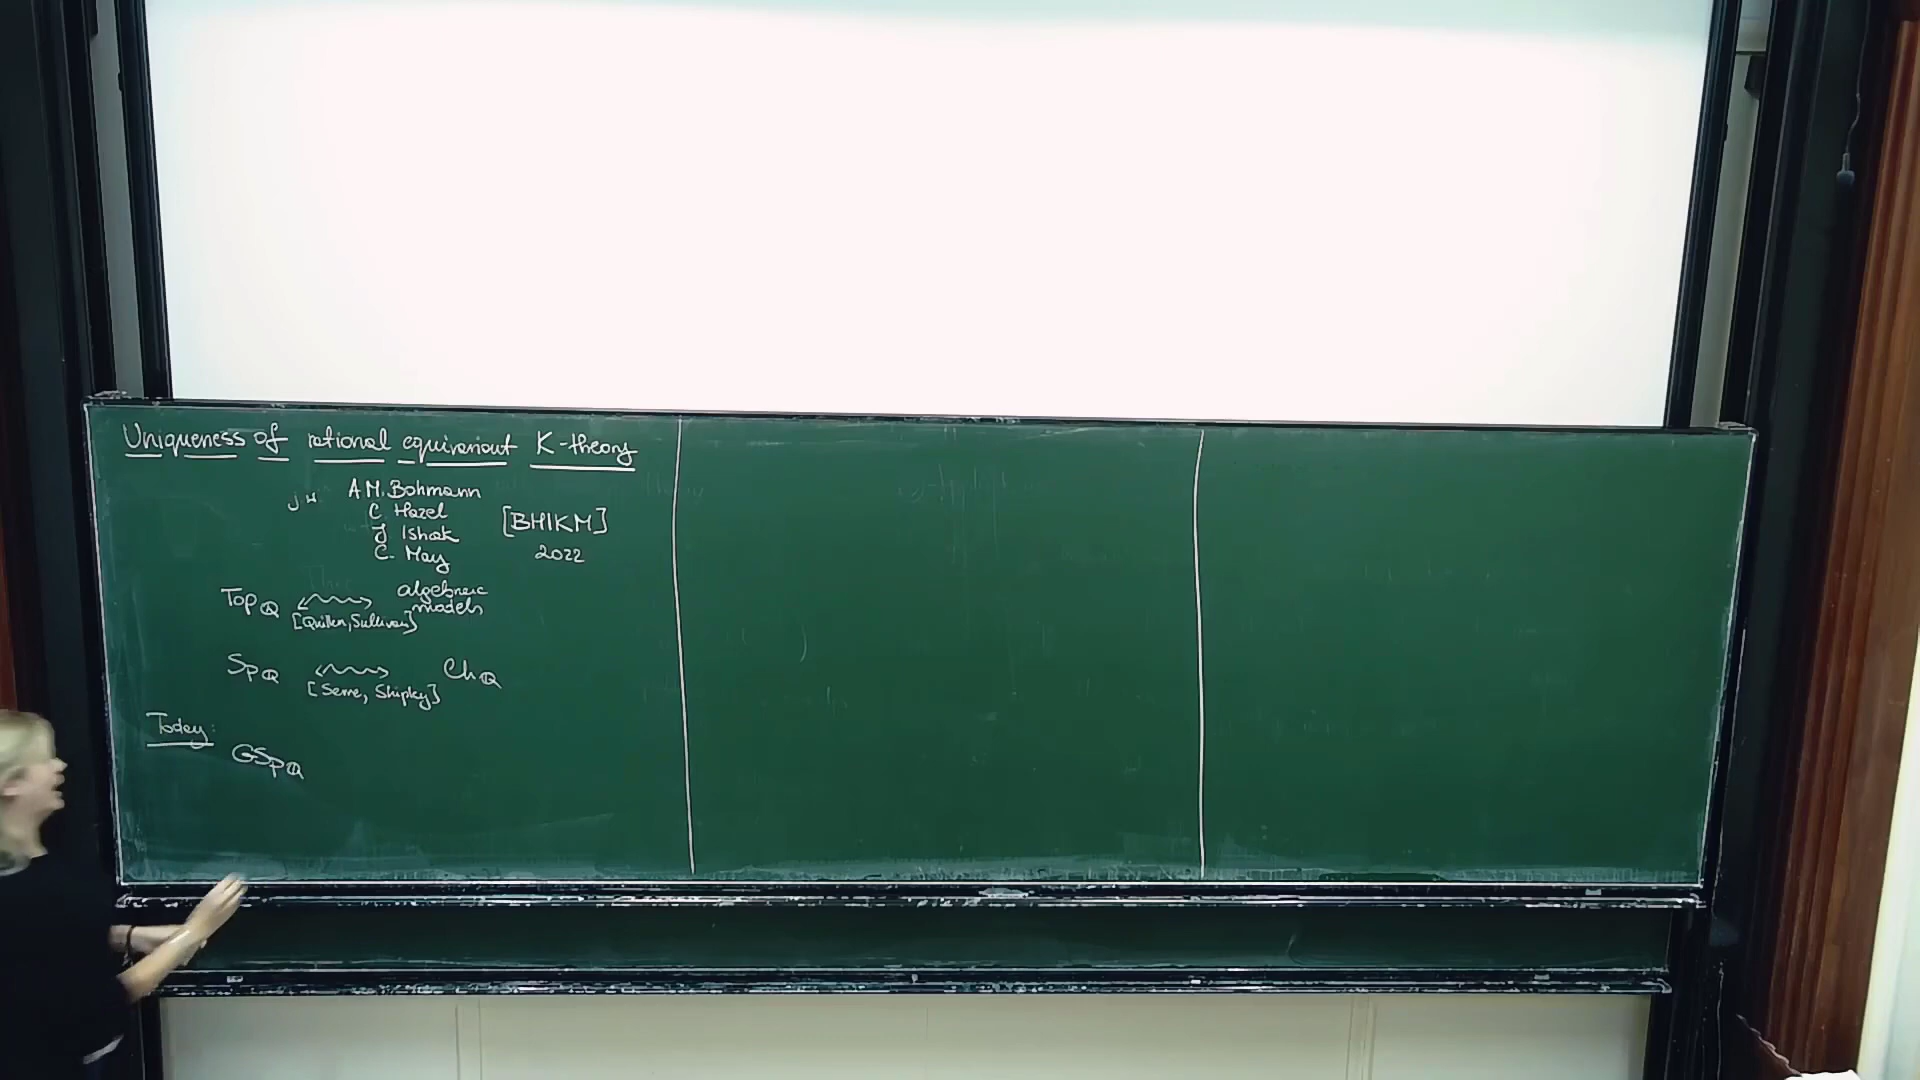 Uniqueness of rational equivariant K-theory
j.w. A.M. Bohmann
C. Hazel
J. Ishak
C. May
[BHIKM]
2022
Top_ℚ ↭ algebraic models
[Quillen, Sullivan]
Sp_ℚ ↭ Ch_ℚ
[Serre, Shipley]
Today:
GSp_ℚ